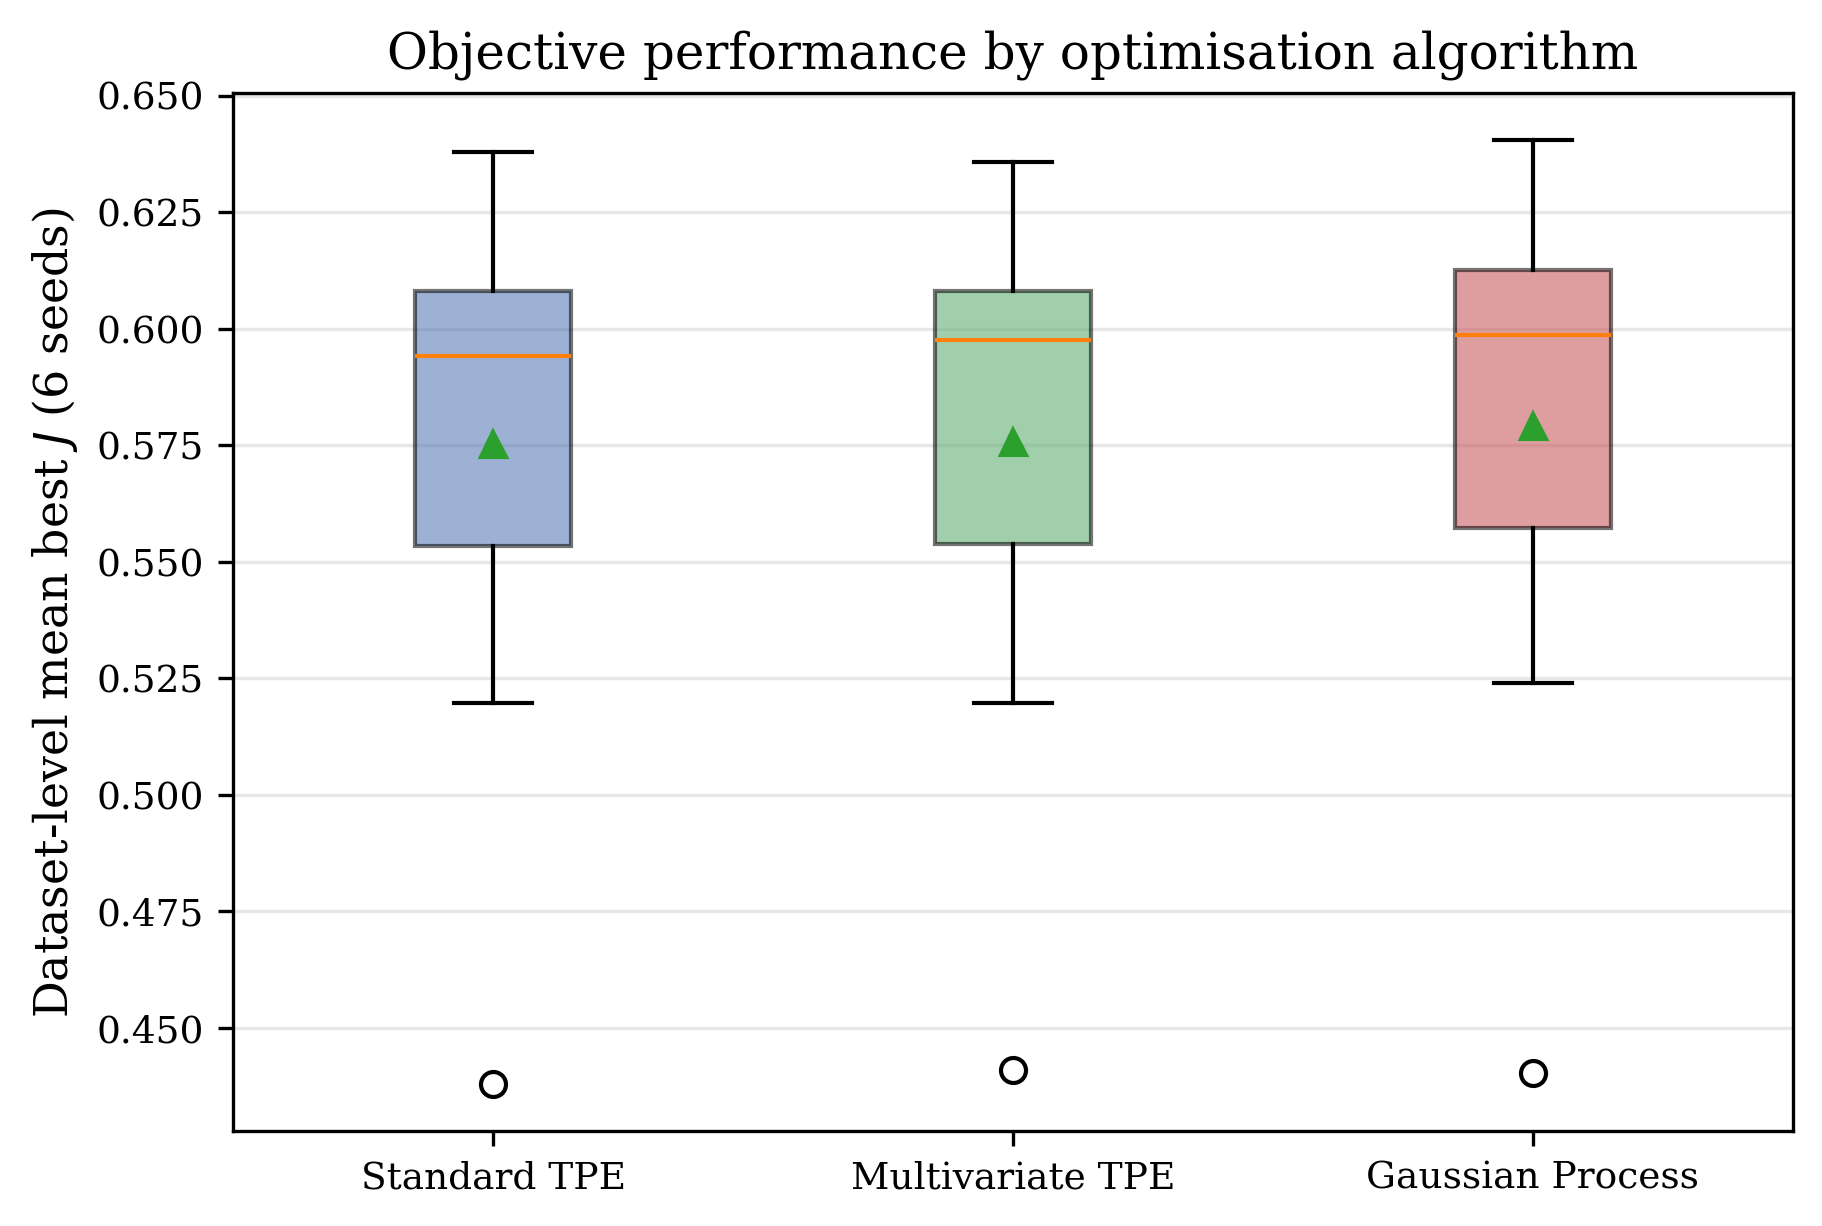 Objective performance by optimisation algorithm
Dataset-level mean best J (6 seeds)
0.650
0.625
0.600
0.575
0.550
0.525
0.500
0.475
0.450
Standard TPE
Multivariate TPE
Gaussian Process